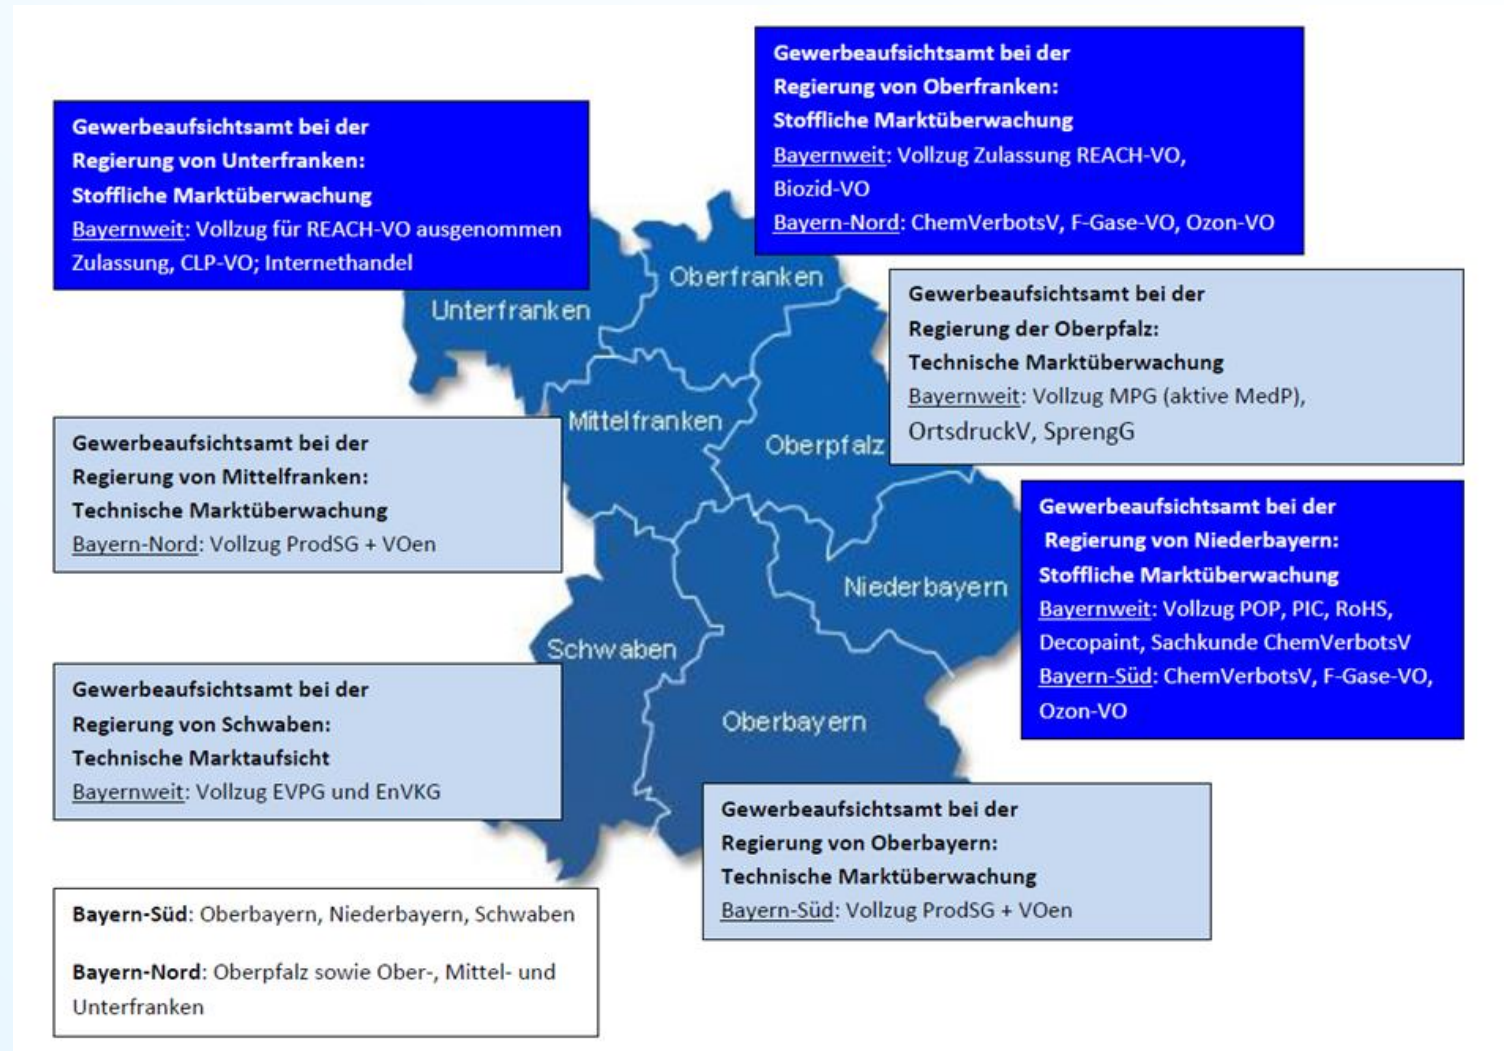 Gewerbeaufsichtsamt bei der
Regierung von Oberfranken:
Stoffliche Marktüberwachung
Bayernweit: Vollzug Zulassung REACH-VO,
Biozid-VO
Bayern-Nord: ChemVerbotsV, F-Gase-VO, Ozon-VO
Gewerbeaufsichtsamt bei der
Regierung von Unterfranken:
Stoffliche Marktüberwachung
Bayernweit: Vollzug für REACH-VO ausgenommen
Zulassung, CLP-VO; Internethandel
Oberfranken
Unterfranken
Gewerbeaufsichtsamt bei der
Regierung der Oberpfalz:
Technische Marktüberwachung
Bayernweit: Vollzug MPG (aktive MedP),
OrtsdruckV, SprengG
Mittelfranken
Oberpfalz
Gewerbeaufsichtsamt bei der
Regierung von Mittelfranken:
Technische Marktüberwachung
Bayern-Nord: Vollzug ProdSG + VOen
Gewerbeaufsichtsamt bei der
Regierung von Niederbayern:
Stoffliche Marktüberwachung
Bayernweit: Vollzug POP, PIC, RoHS,
Decopaint, Sachkunde ChemVerbotsV
Bayern-Süd: ChemVerbotsV, F-Gase-VO,
Ozon-VO
Niederbayern
Schwaben
Oberbayern
Gewerbeaufsichtsamt bei der
Regierung von Schwaben:
Technische Marktaufsicht
Bayernweit: Vollzug EVPG und EnVKG
Gewerbeaufsichtsamt bei der
Regierung von Oberbayern:
Technische Marktüberwachung
Bayern-Süd: Vollzug ProdSG + VOen
Bayern-Süd: Oberbayern, Niederbayern, Schwaben
Bayern-Nord: Oberpfalz sowie Ober-, Mittel- und
Unterfranken